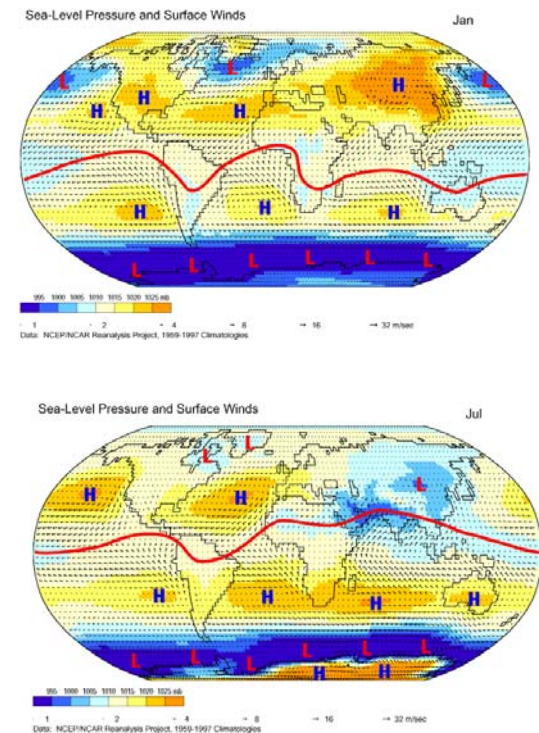 Sea-Level Pressure and Surface Winds
Jan
L
L
L
H
H
H
H
H
H
H
L
L
L
L
L
L
995 1000 1005 1010 1015 1020 1025 mb
→ 1 → 2 → 4 → 8 → 16 → 32 m/sec
Data: NCEP/NCAR Reanalysis Project, 1959-1997 Climatologies
Sea-Level Pressure and Surface Winds
Jul
L
L
L
H
H
H
H
H
H
L
L
L
L
L
L
H
H
995 1000 1005 1010 1015 1020 1025 mb
→ 1 → 2 → 4 → 8 → 16 → 32 m/sec
Data: NCEP/NCAR Reanalysis Project, 1959-1997 Climatologies